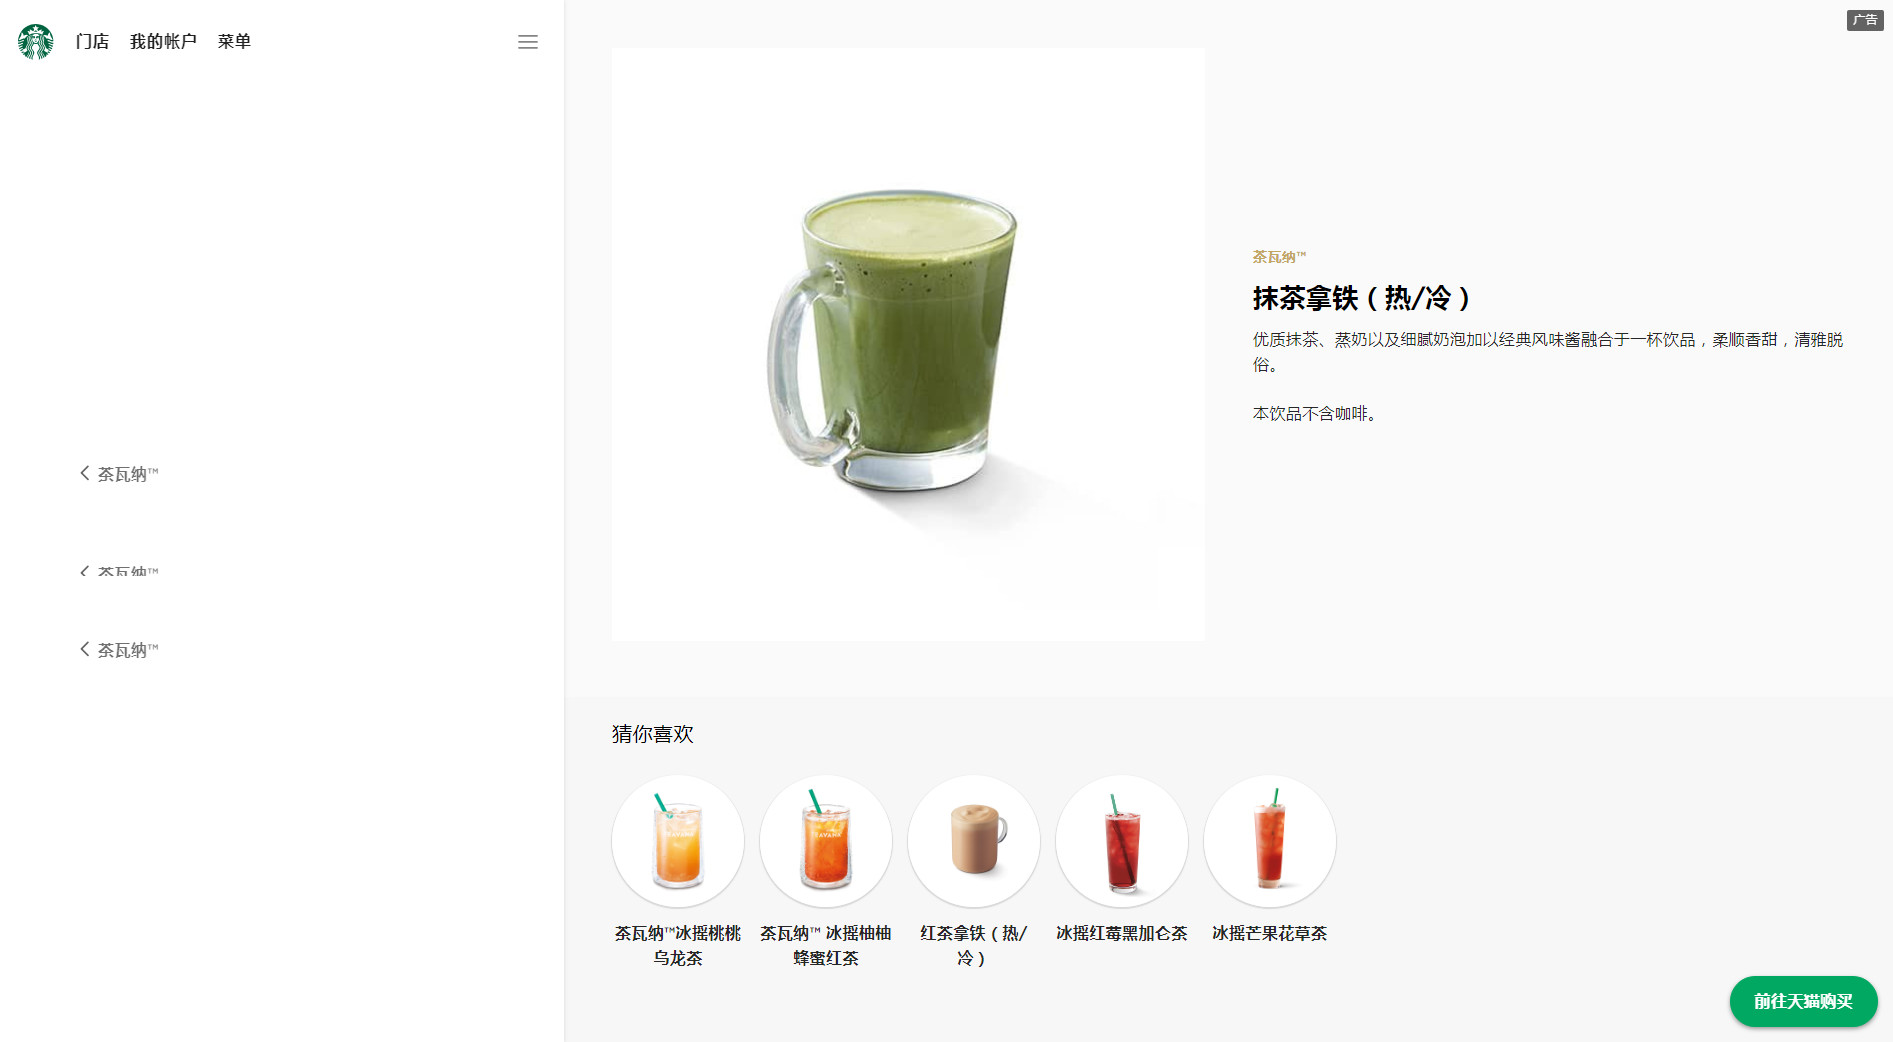 门店 我的帐户 菜单
茶瓦纳™
茶瓦纳™
茶瓦纳™
广告
茶瓦纳™
抹茶拿铁（热/冷）
优质抹茶、蒸奶以及细腻奶泡加以经典风味酱融合于一杯饮品，柔顺香甜，清雅脱
俗。
本饮品不含咖啡。
猜你喜欢
茶瓦纳™冰摇桃桃
乌龙茶
茶瓦纳™ 冰摇柚柚
蜂蜜红茶
红茶拿铁（热/
冷）
冰摇红莓黑加仑茶
冰摇芒果花草茶
前往天猫购买